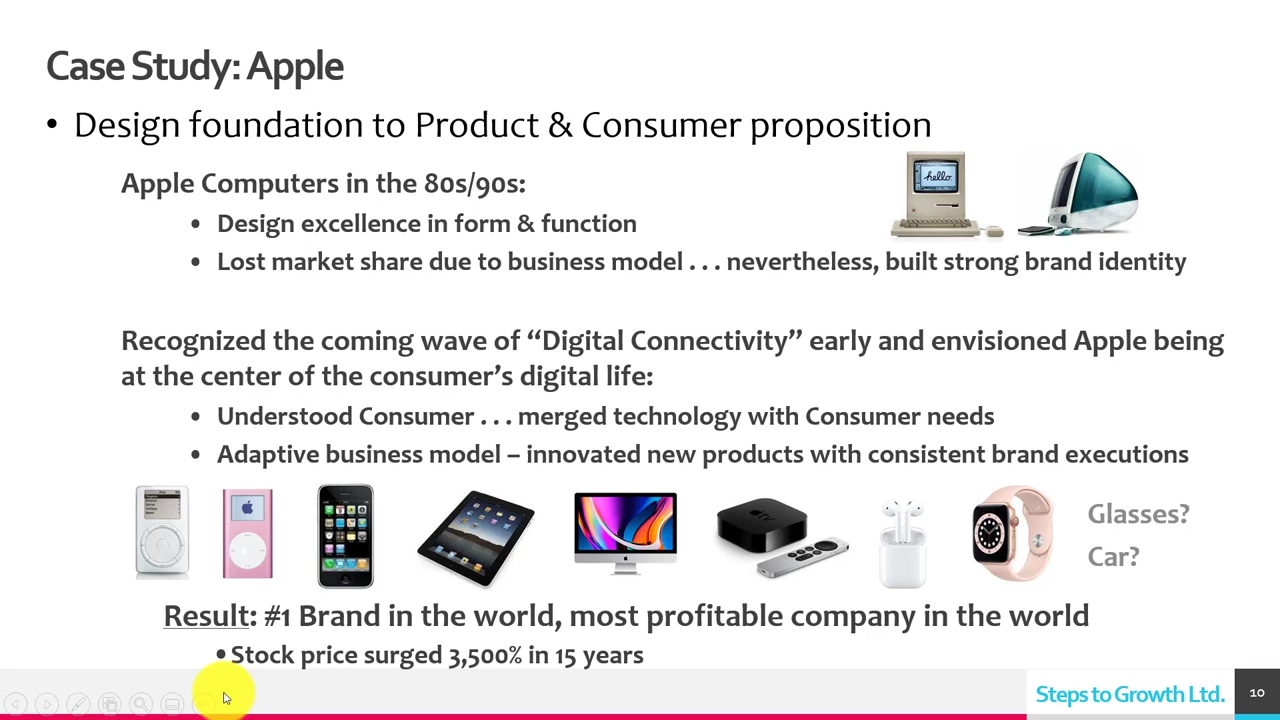 Case Study: Apple
• Design foundation to Product & Consumer proposition
Apple Computers in the 80s/90s:
• Design excellence in form & function
• Lost market share due to business model . . . nevertheless, built strong brand identity
hello.
Recognized the coming wave of “Digital Connectivity” early and envisioned Apple being
at the center of the consumer’s digital life:
• Understood Consumer . . . merged technology with Consumer needs
• Adaptive business model – innovated new products with consistent brand executions
tv
Glasses?
Car?
Result: #1 Brand in the world, most profitable company in the world
• Stock price surged 3,500% in 15 years
Steps to Growth Ltd.
10